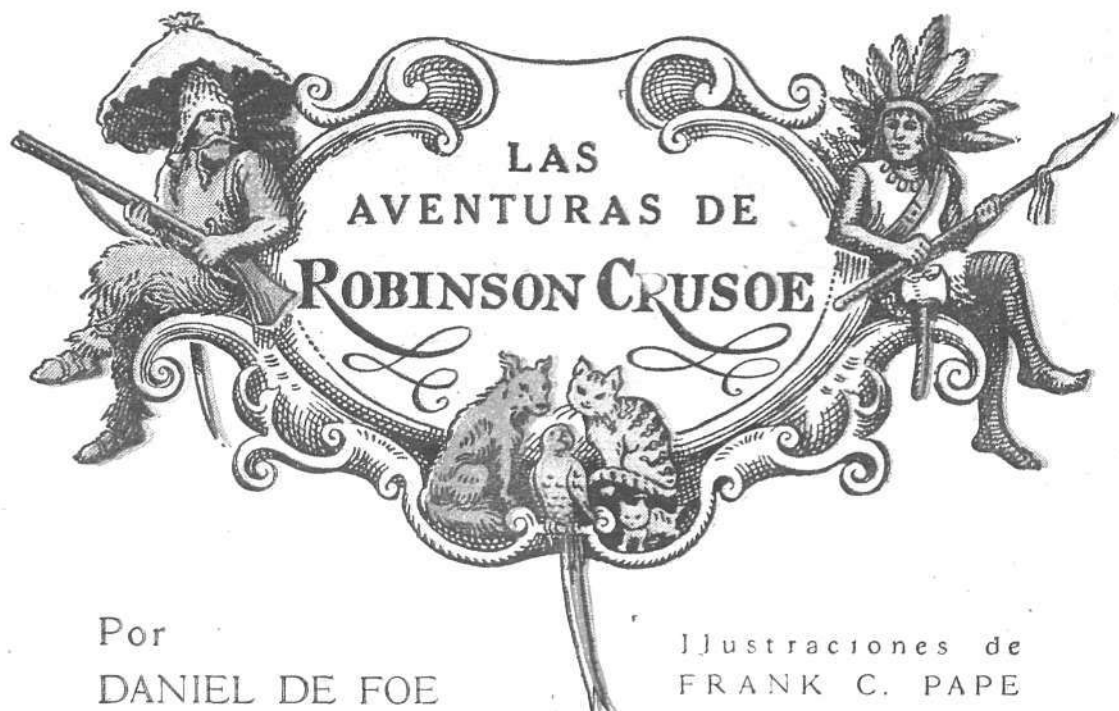 LAS
AVENTURAS DE
ROBINSON CRUSOE
Por
DANIEL DE FOE
Ilustraciones de
FRANK C. PAPE